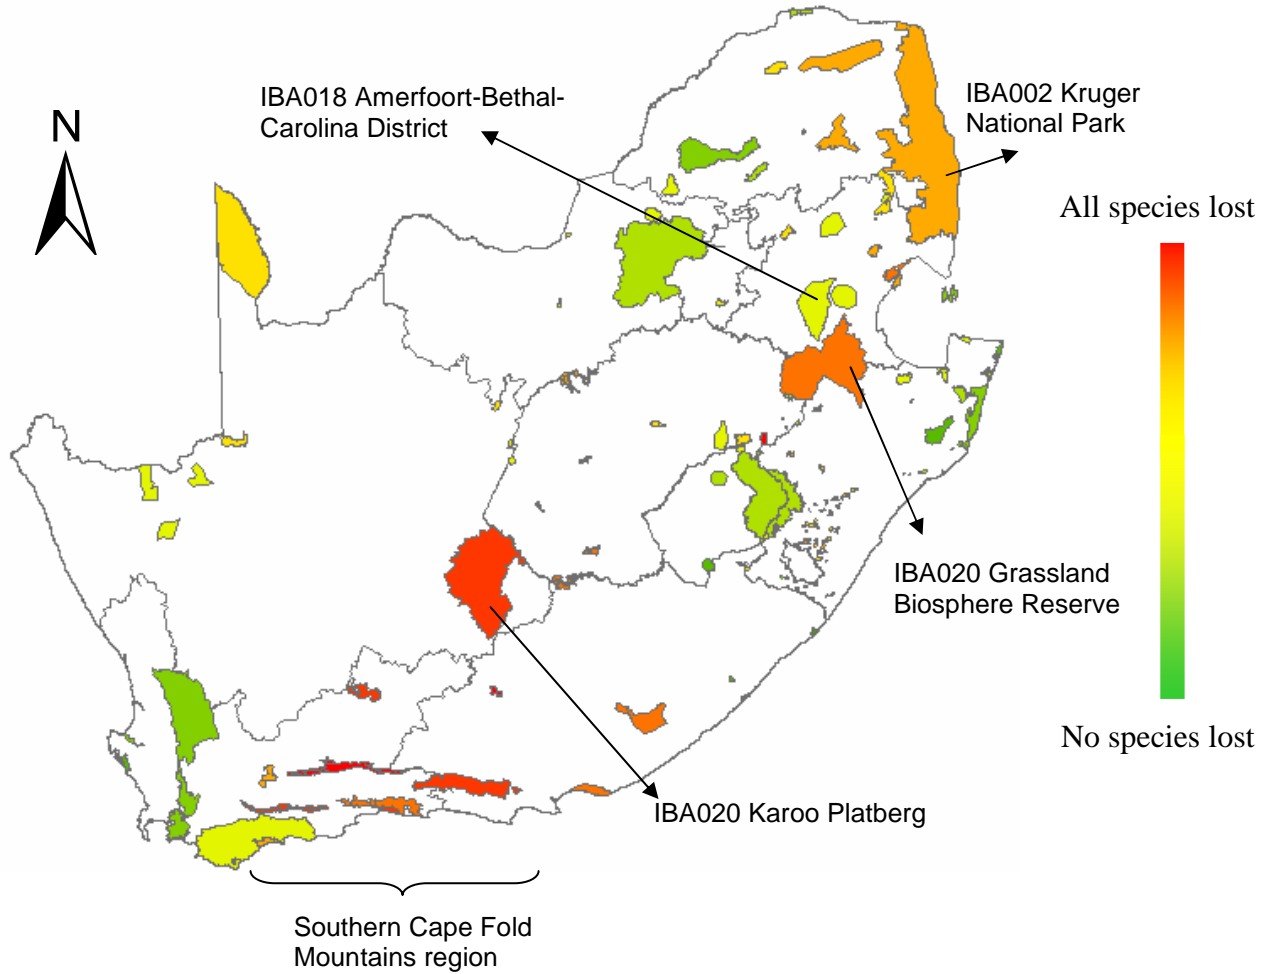 IBA018 Amerfoort-Bethal-
Carolina District
IBA002 Kruger
National Park
N
All species lost
IBA020 Grassland
Biosphere Reserve
No species lost
IBA020 Karoo Platberg
Southern Cape Fold
Mountains region